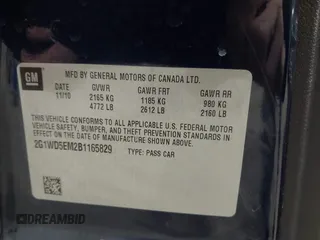 GM
MFD BY GENERAL MOTORS OF CANADA LTD.
DATE GVWR GAWR FRT GAWR RR
11/10 2165 KG 1185 KG 980 KG
4772 LB 2612 LB 2160 LB
THIS VEHICLE CONFORMS TO ALL APPLICABLE U.S. FEDERAL MOTOR
VEHICLE SAFETY, BUMPER, AND THEFT PREVENTION STANDARDS
IN EFFECT ON THE DATE OF MANUFACTURE SHOWN ABOVE.
2G1WD5EM2B1165829
TYPE: PASS CAR
DREAMBID